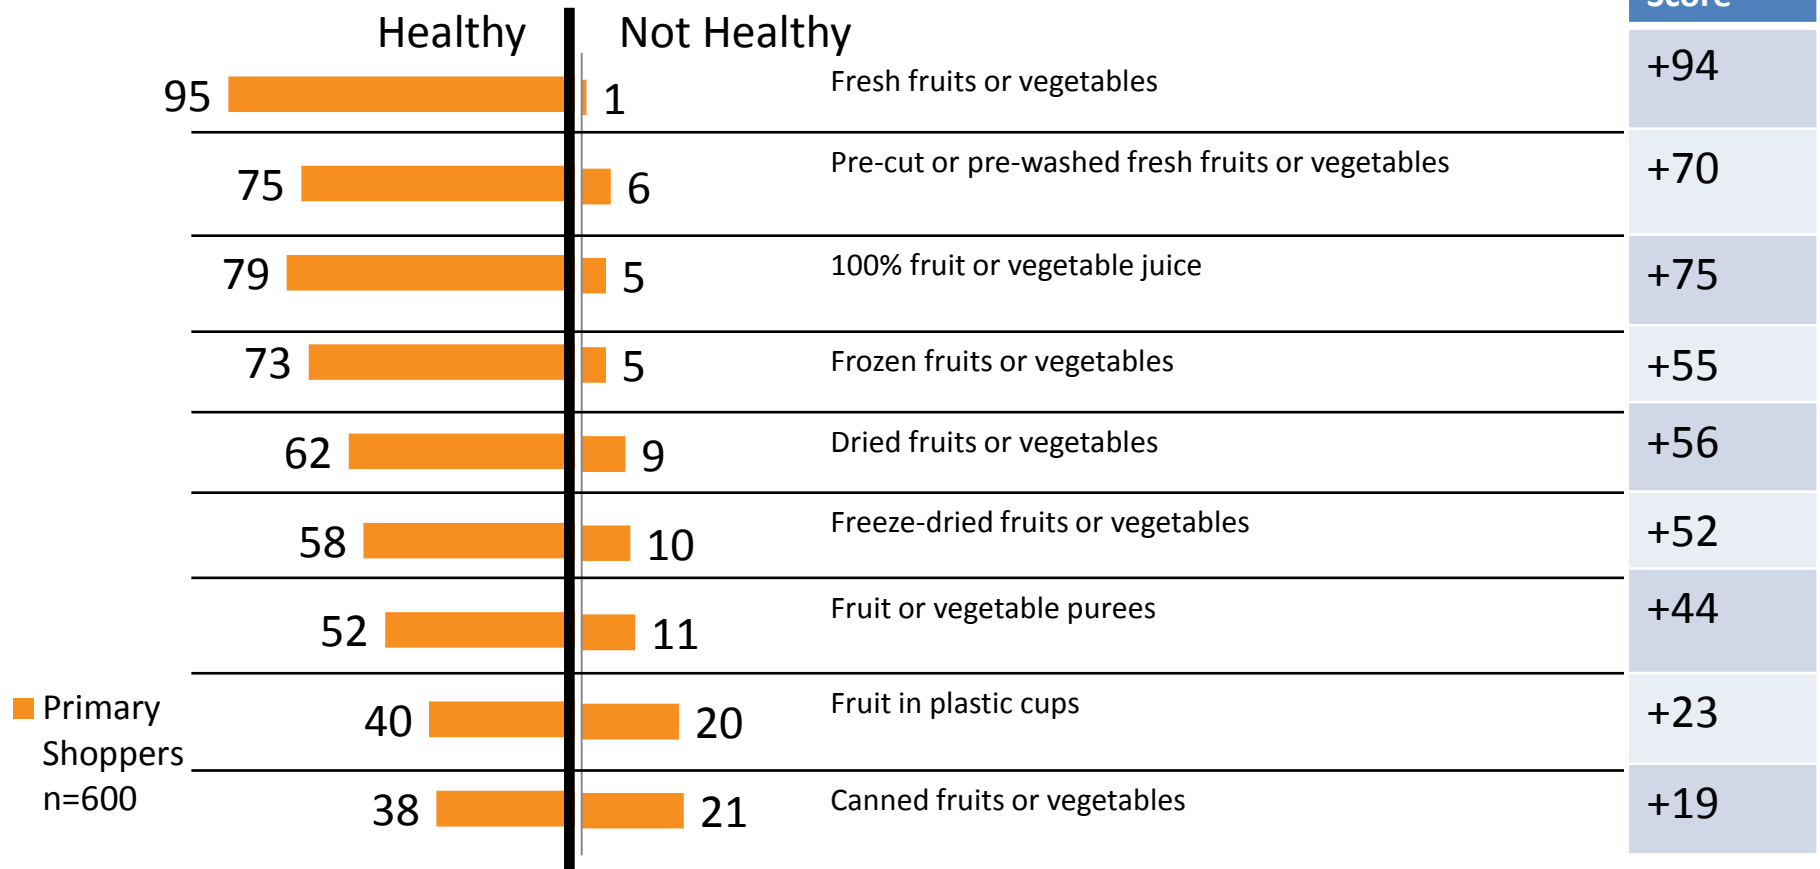 Healthy
Not Healthy
Score
95
1
Fresh fruits or vegetables
+94
75
6
Pre-cut or pre-washed fresh fruits or vegetables
+70
79
5
100% fruit or vegetable juice
+75
73
5
Frozen fruits or vegetables
+55
62
9
Dried fruits or vegetables
+56
58
10
Freeze-dried fruits or vegetables
+52
52
11
Fruit or vegetable purees
+44
40
20
Fruit in plastic cups
+23
38
21
Canned fruits or vegetables
+19
Primary
Shoppers
n=600